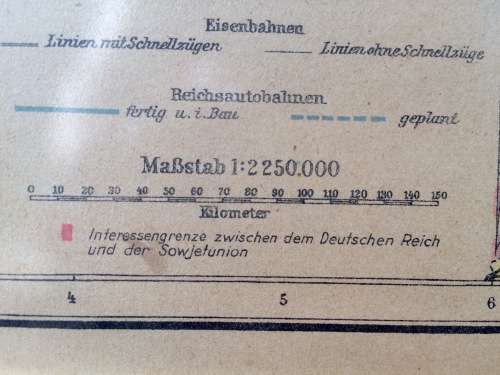 Eisenbahnen
Linien mit Schnellzügen Linien ohne Schnellzüge
Reichsautobahnen
fertig u.i.Bau geplant
Maßstab 1:2250.000
0 10 20 30 40 50 60 70 80 90 100 110 120 130 140 150
Kilometer
Interessengrenze zwischen dem Deutschen Reich
und der Sowjetunion
4 5 6